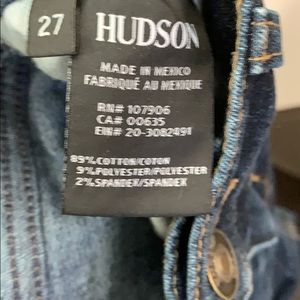 27
HUDSON
MADE IN MEXICO
FABRIQUÉ AU MEXIQUE
RN# 107906
CA# 00635
EIN# 20-3082491
89%COTTON/COTON
9%POLYESTER/POLYESTER
2%SPANDEX/SPANDEX